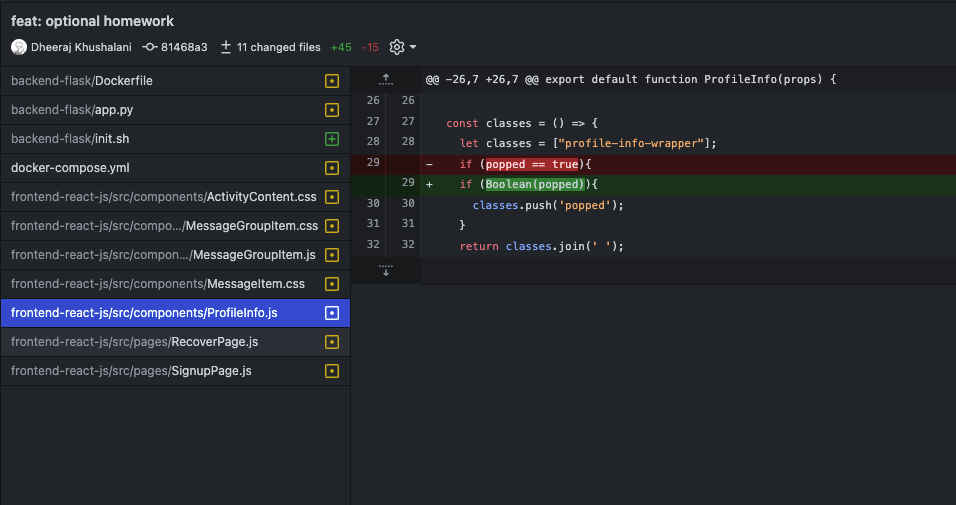 feat: optional homework
Dheeraj Khushalani 81468a3 11 changed files +45 -15
backend-flask/Dockerfile
backend-flask/app.py
backend-flask/init.sh
docker-compose.yml
frontend-react-js/src/components/ActivityContent.css
frontend-react-js/src/compo.../MessageGroupItem.css
frontend-react-js/src/compon.../MessageGroupItem.js
frontend-react-js/src/components/MessageItem.css
frontend-react-js/src/components/ProfileInfo.js
frontend-react-js/src/pages/RecoverPage.js
frontend-react-js/src/pages/SignupPage.js
@@ -26,7 +26,7 @@ export default function ProfileInfo(props) {
26 26
27 27 const classes = () => {
28 28 let classes = ["profile-info-wrapper"];
29 - if (popped == true){
29 + if (Boolean(popped)){
30 30 classes.push('popped');
31 31 }
32 32 return classes.join(' ');